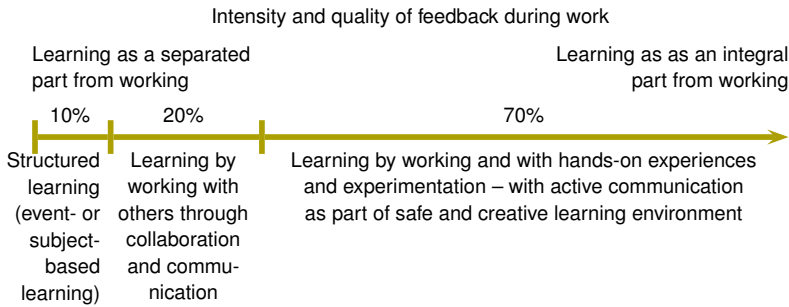 Intensity and quality of feedback during work
Learning as a separated
part from working
Learning as as an integral
part from working
10%
20%
70%
Structured
learning
(event- or
subject-
based
learning)
Learning by
working with
others through
collaboration
and commu-
nication
Learning by working and with hands-on experiences
and experimentation – with active communication
as part of safe and creative learning environment